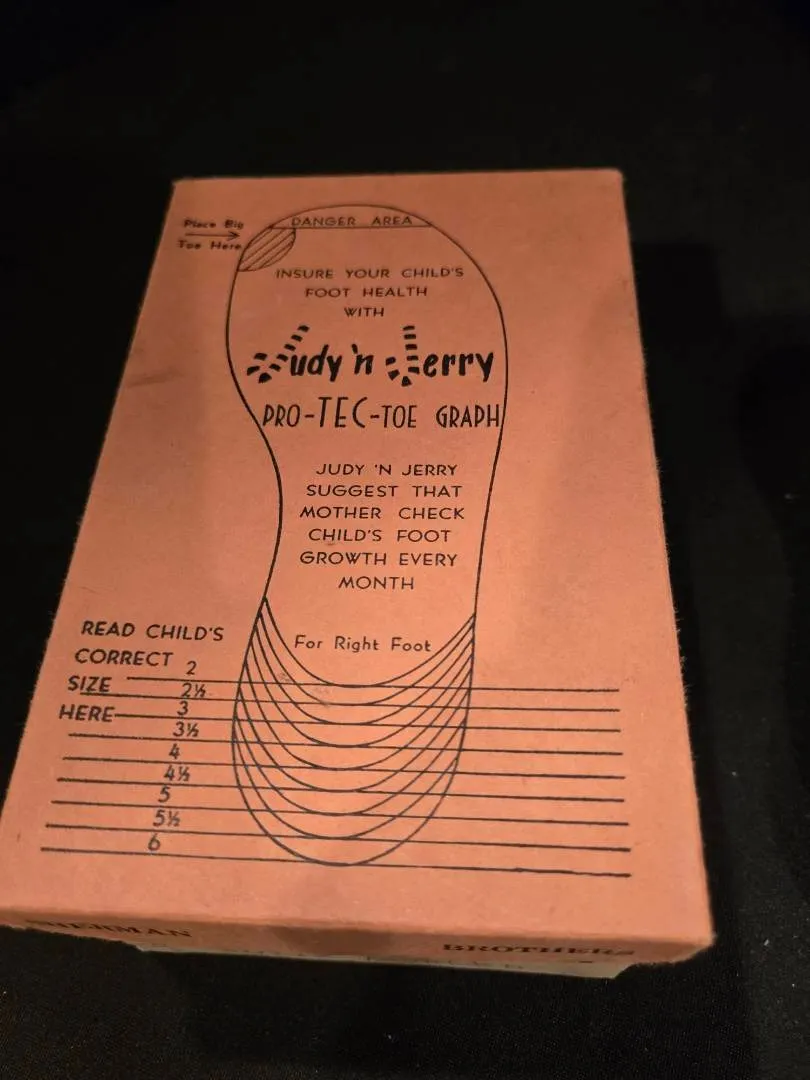 DANGER AREA
Place Big
Toe Here
INSURE YOUR CHILD'S
FOOT HEALTH
WITH
Judy 'n Jerry
PRO-TEC-TOE GRAPH
JUDY 'N JERRY
SUGGEST THAT
MOTHER CHECK
CHILD'S FOOT
GROWTH EVERY
MONTH
For Right Foot
READ CHILD'S
CORRECT
SIZE
HERE
2
2½
3
3½
4
4½
5
5½
6
BROTHERS